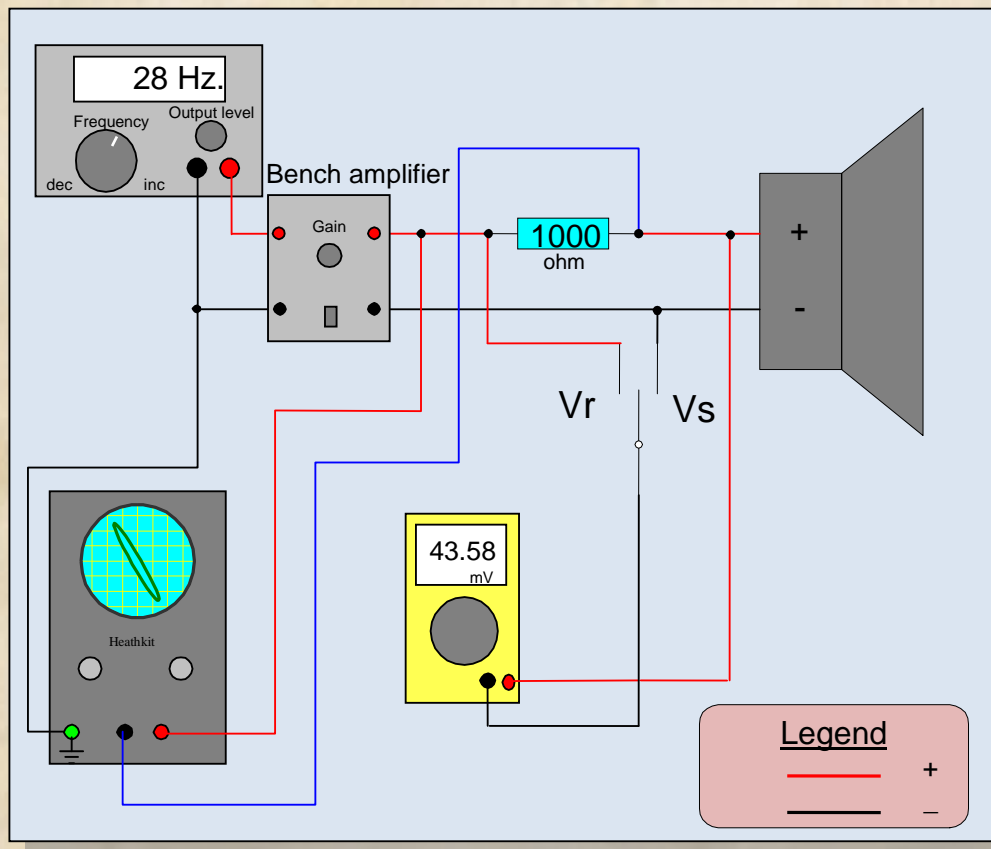 28 Hz.
Output level
Frequency
dec
inc
Bench amplifier
Gain
1000
ohm
+
-
Vr
Vs
43.58
mV
Heathkit
Legend
+
–